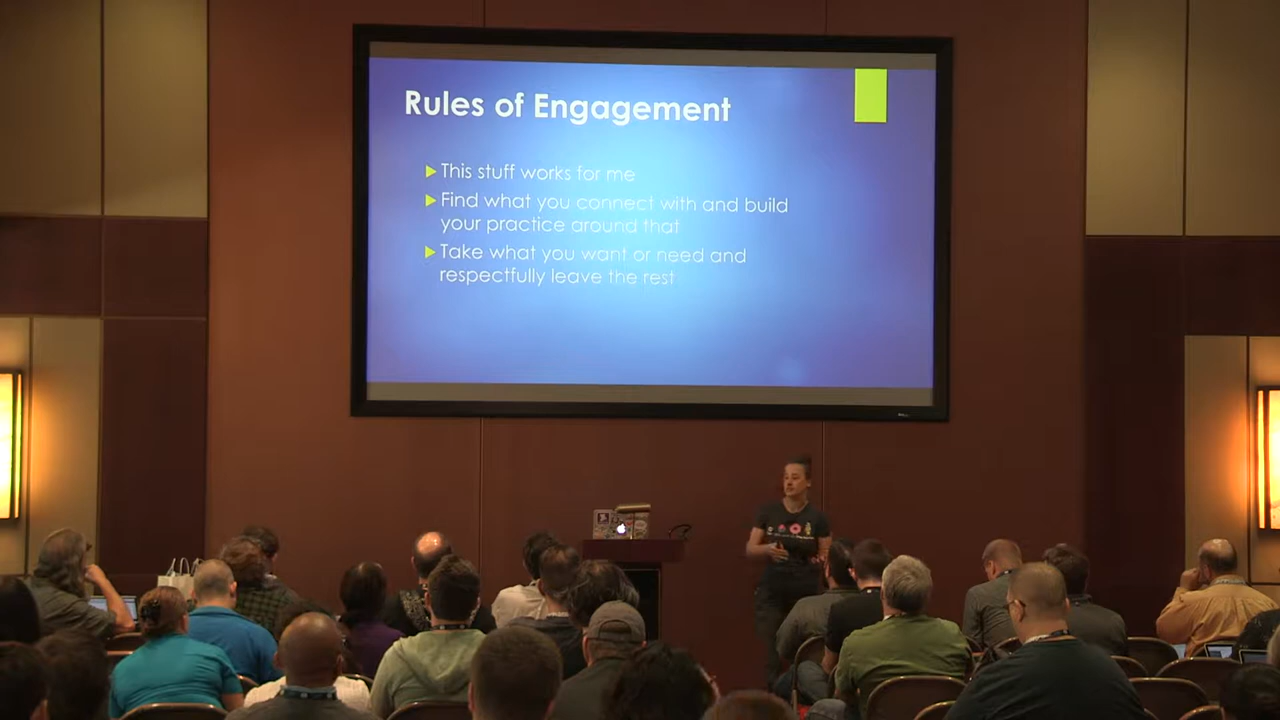 Rules of Engagement
This stuff works for me
Find what you connect with and build
your practice around that
Take what you want or need and
respectfully leave the rest